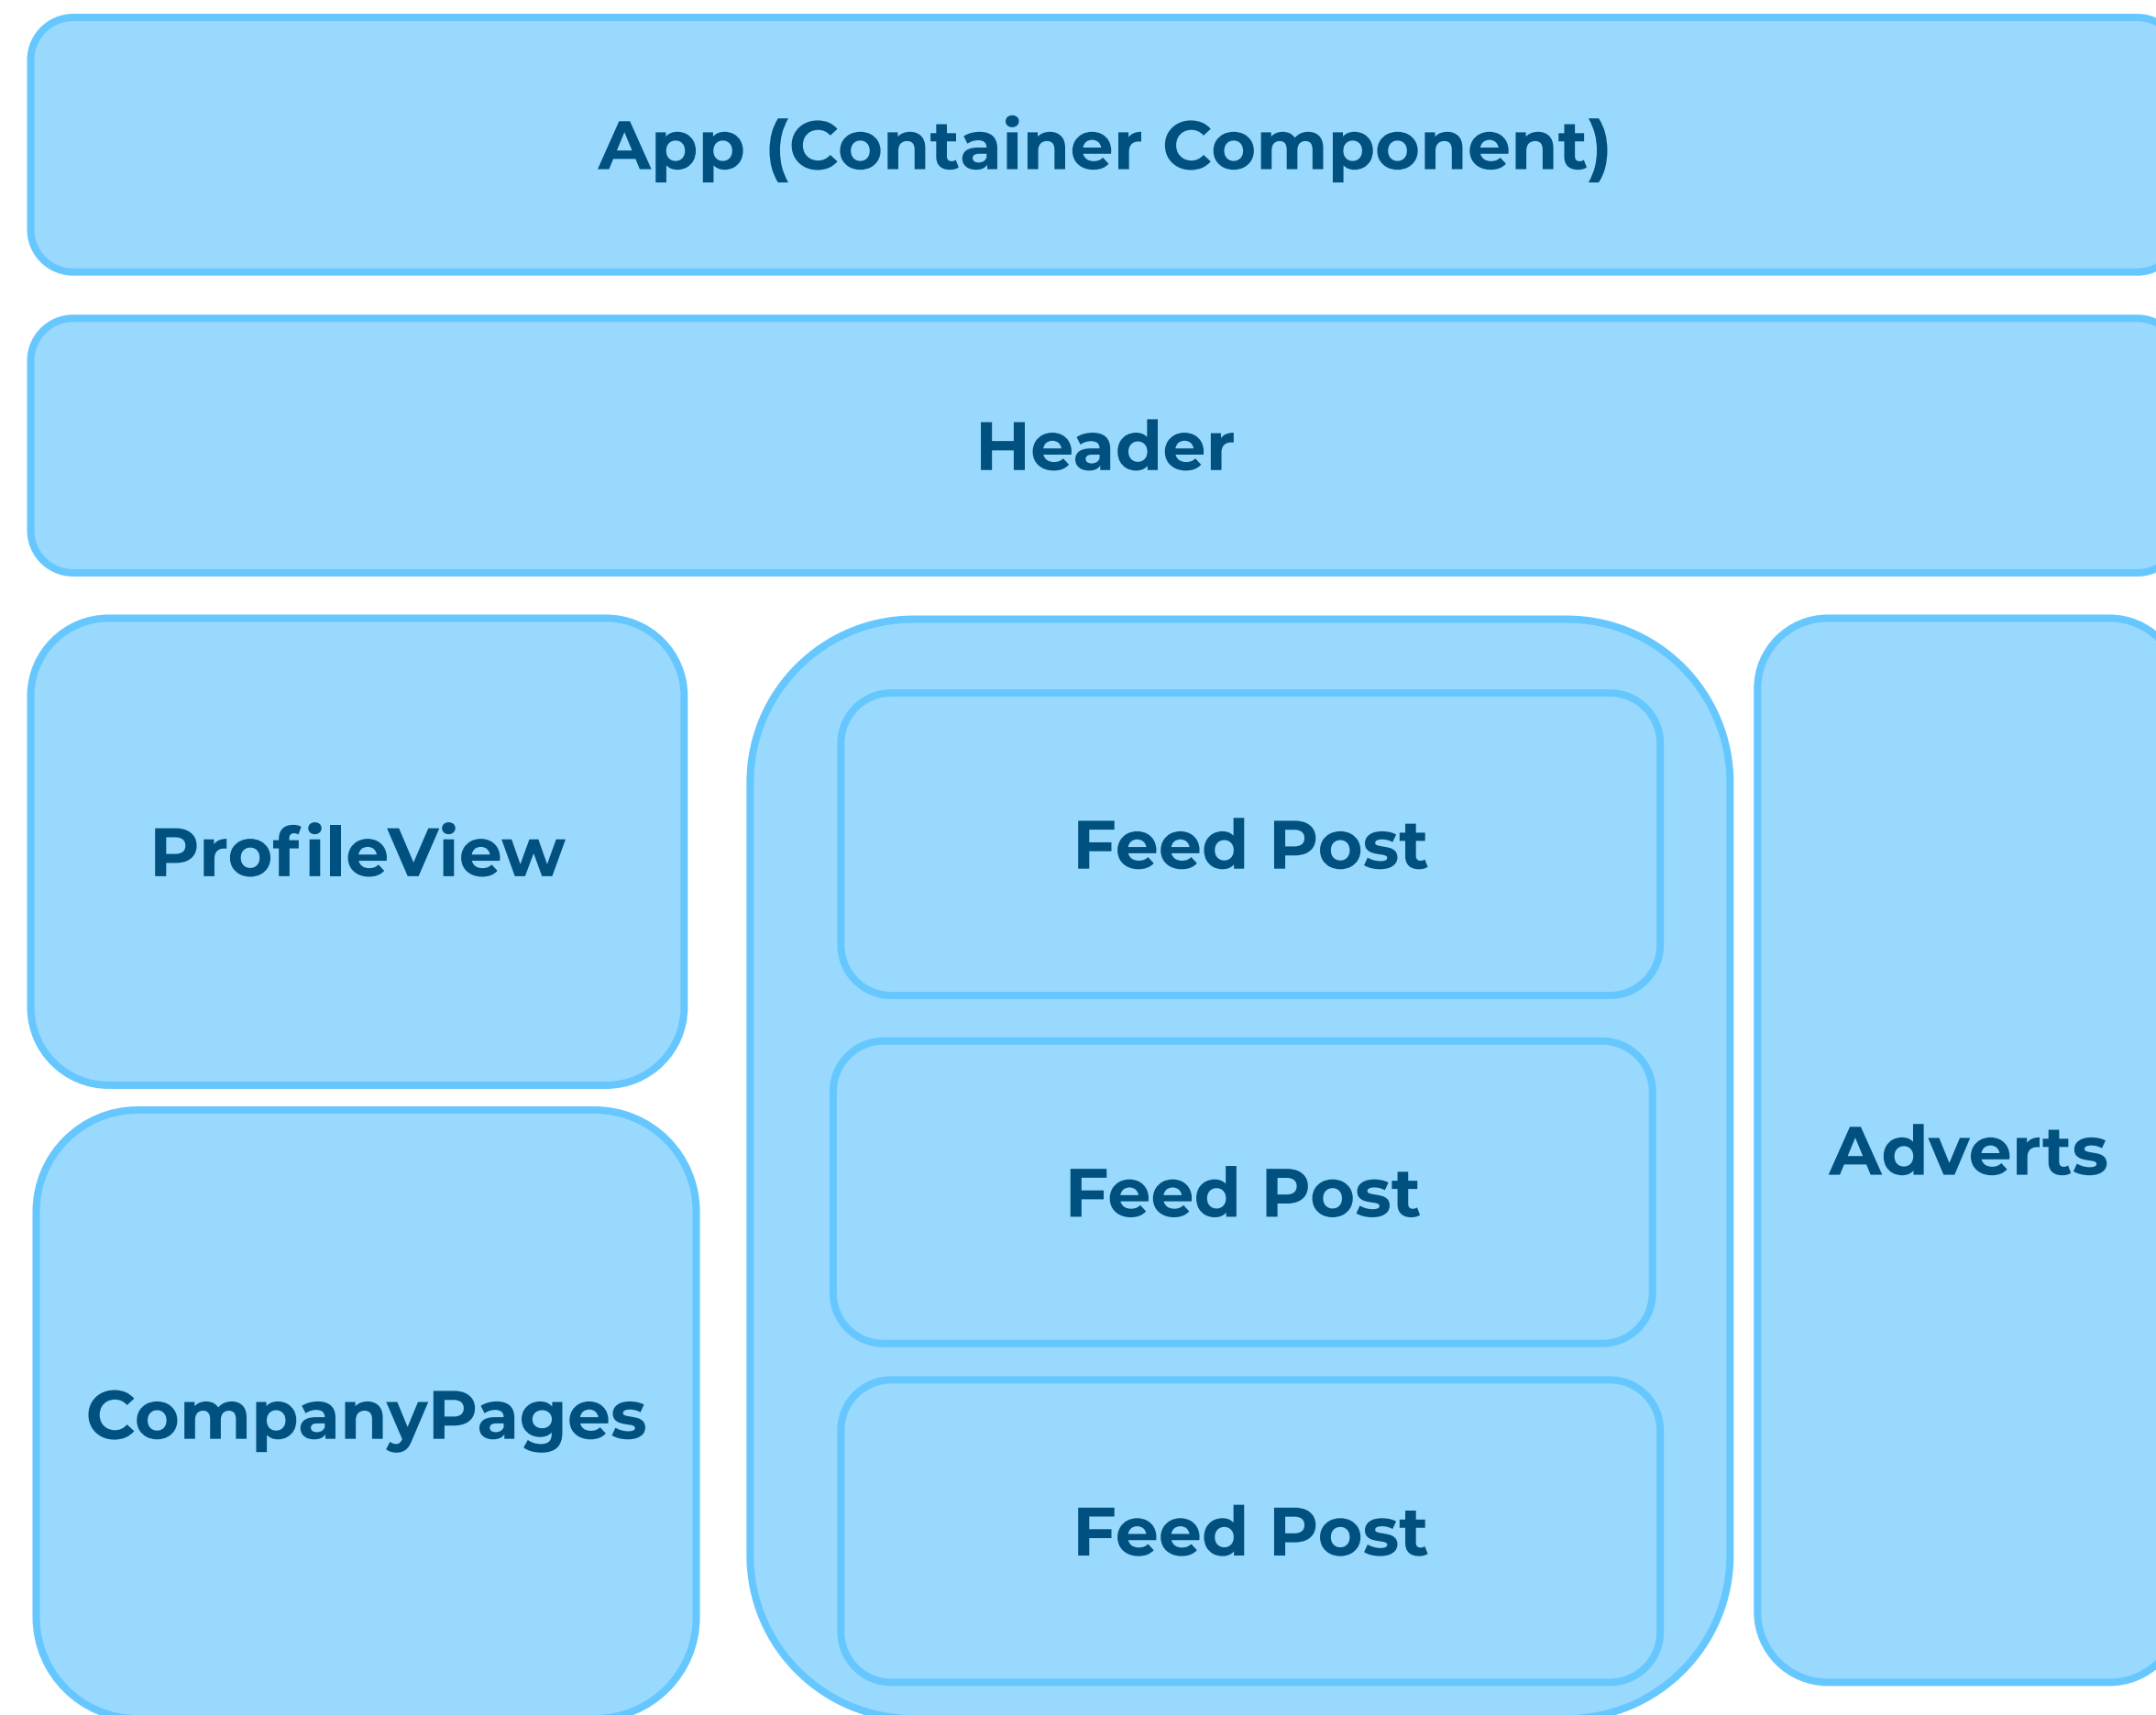 App (Container Component)
Header
ProfileView
CompanyPages
Feed Post
Feed Post
Feed Post
Adverts